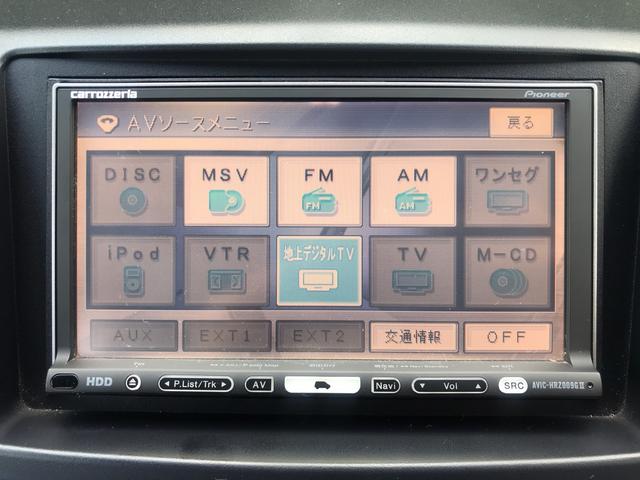 carrozzeria
Pioneer
AVソースメニュー
戻る
DISC MSV FM AM ワンセグ
FM AM
iPod VTR 地上デジタルTV TV M-CD
AUX EXT1 EXT2 交通情報 OFF
HDD P.List/Trk AV Navi Vol SRC AVIC-HRZ009GII